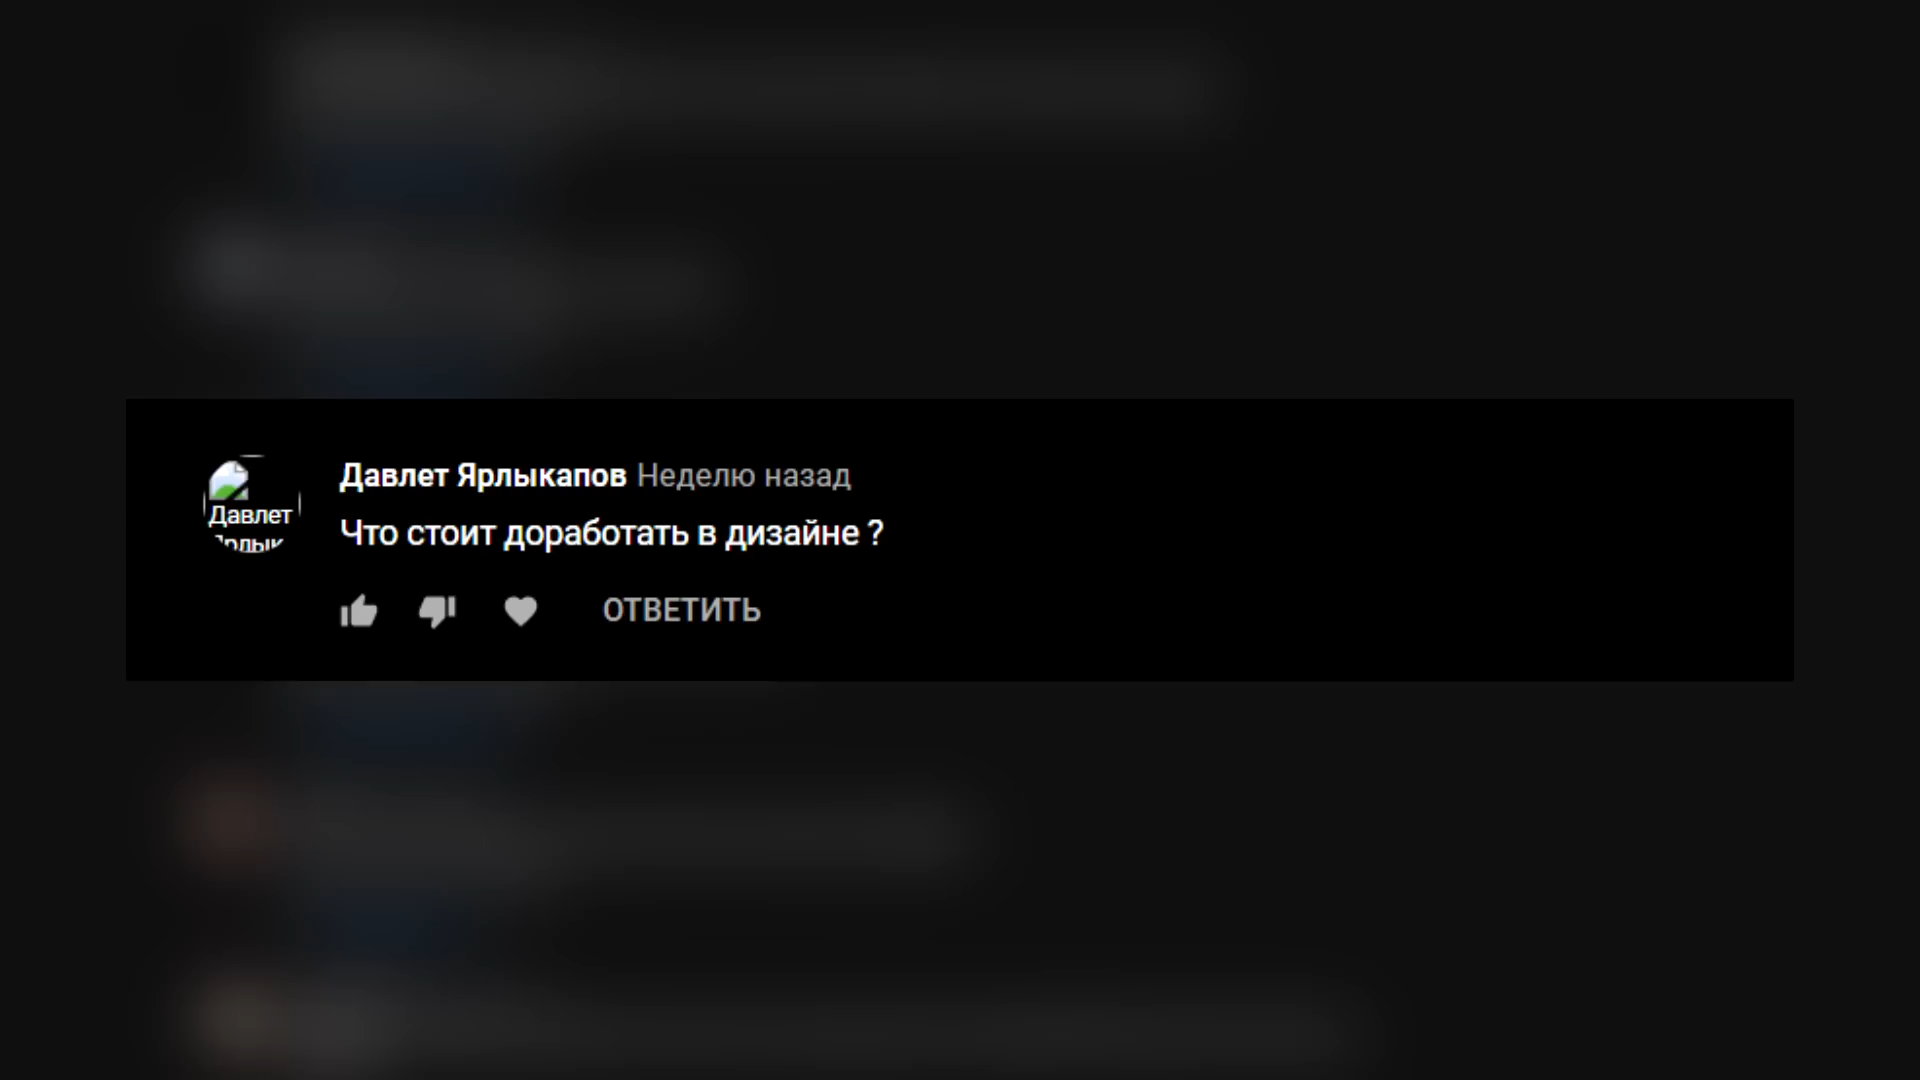 Давлет Ярлыкапов Неделю назад
Давлет
Что стоит доработать в дизайне ?
ОТВЕТИТЬ